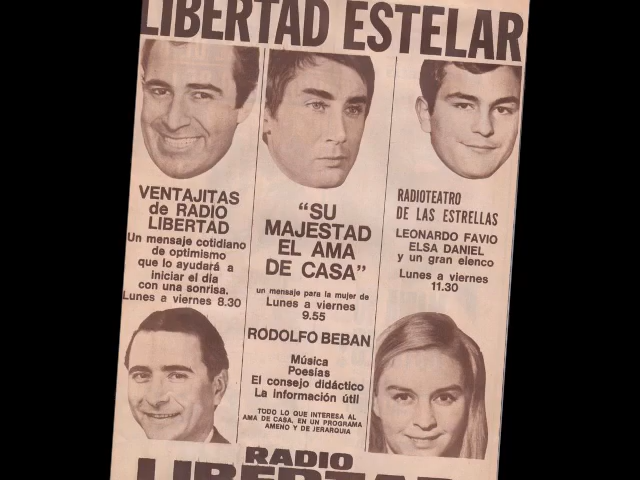 LIBERTAD ESTELAR
VENTAJITAS
de RADIO
LIBERTAD
Un mensaje cotidiano
de optimismo
que lo ayudará a
iniciar el día
con una sonrisa.
Lunes a viernes 8.30
"SU
MAJESTAD
EL AMA
DE CASA"
un mensaje para la mujer de
Lunes a viernes
9.55
RODOLFO BEBAN
Música
Poesías
El consejo didáctico
La información útil
TODO LO QUE INTERESA AL
AMA DE CASA, EN UN PROGRAMA
AMENO Y DE JERARQUIA
RADIOTEATRO
DE LAS ESTRELLAS
LEONARDO FAVIO
ELSA DANIEL
y un gran elenco
Lunes a viernes
11.30
RADIO
LIBERTAD